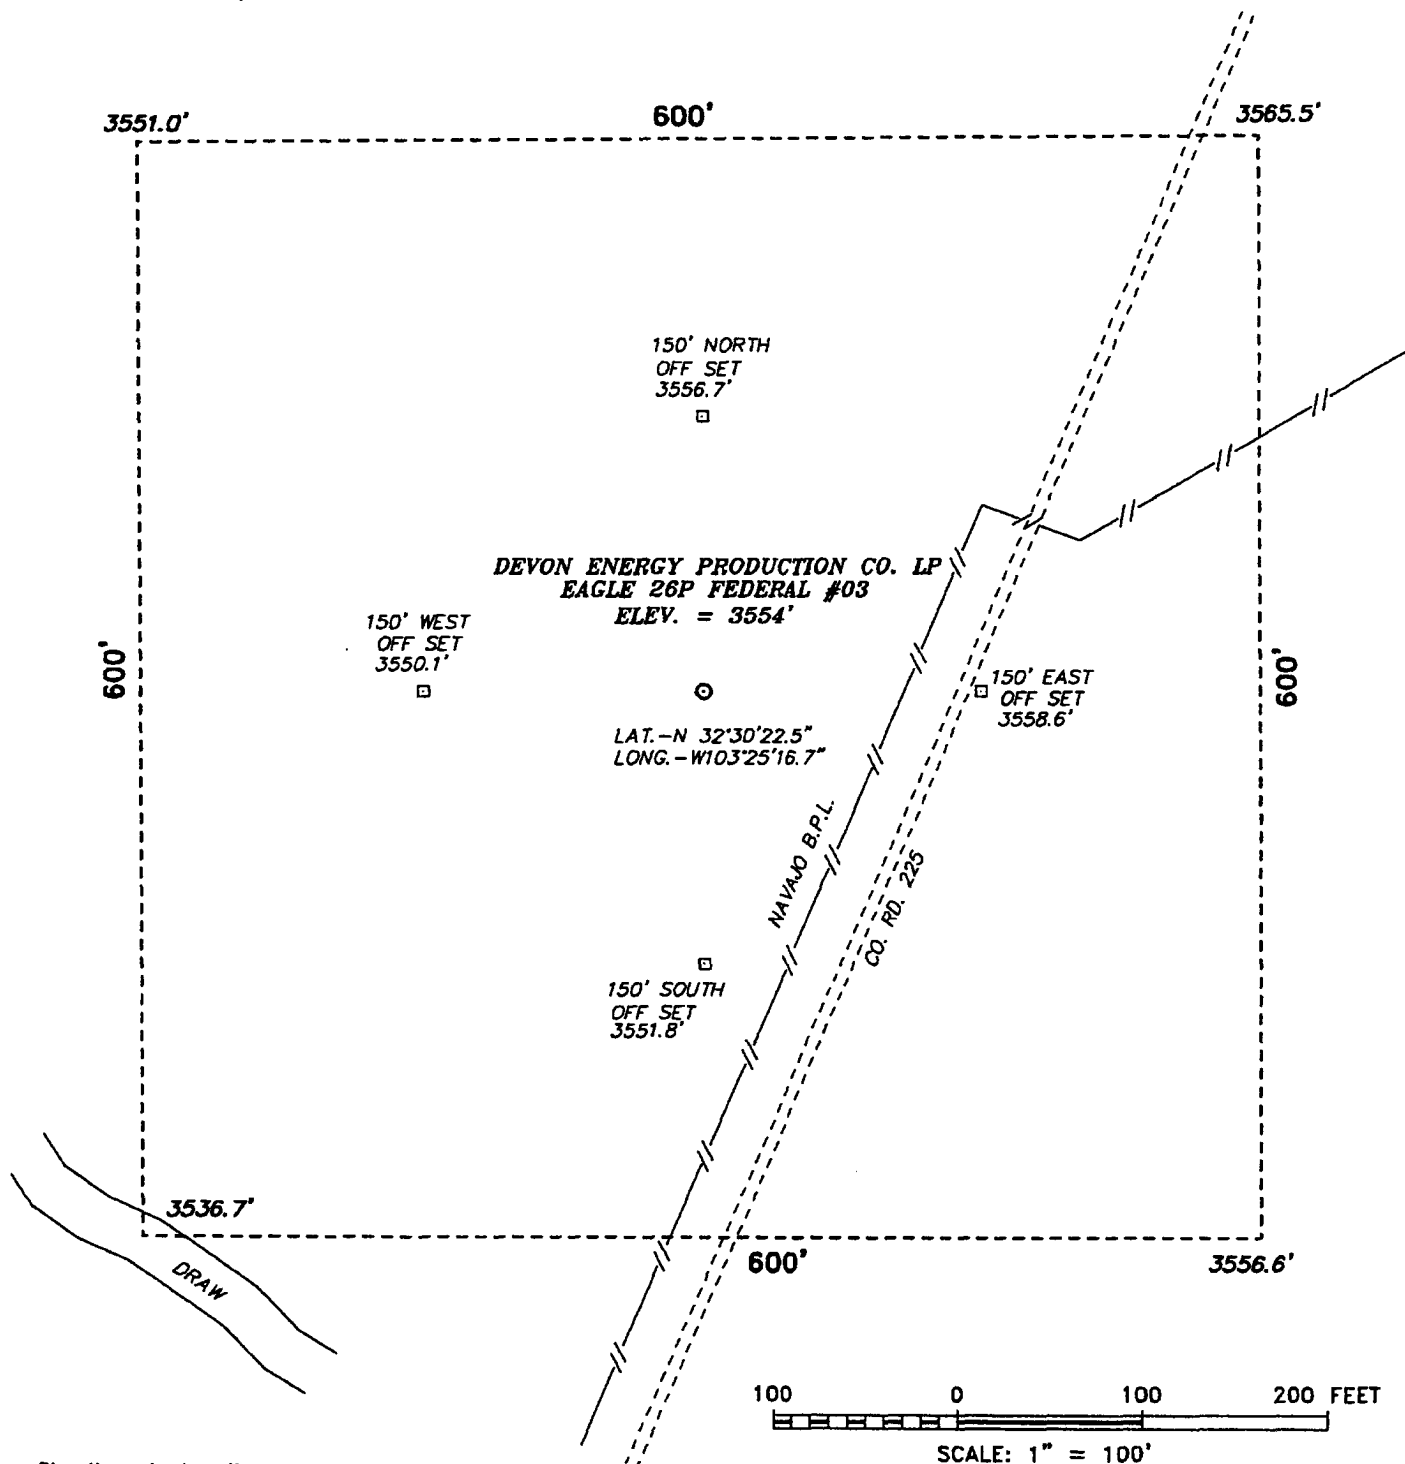 600'
3551.0'
3565.5'
150' NORTH
OFF SET
3556.7'
DEVON ENERGY PRODUCTION CO. LP
EAGLE 26P FEDERAL #03
ELEV. = 3554'
150' WEST
OFF SET
3550.1'
600'
600'
150' EAST
OFF SET
3558.6'
LAT.-N 32°30'22.5"
LONG.-W103°25'16.7"
NAVAJO B.P.L.
CO. RD. 225
150' SOUTH
OFF SET
3551.8'
3536.7'
DRAW
600'
3556.6'
100 0 100 200 FEET
SCALE: 1" = 100'